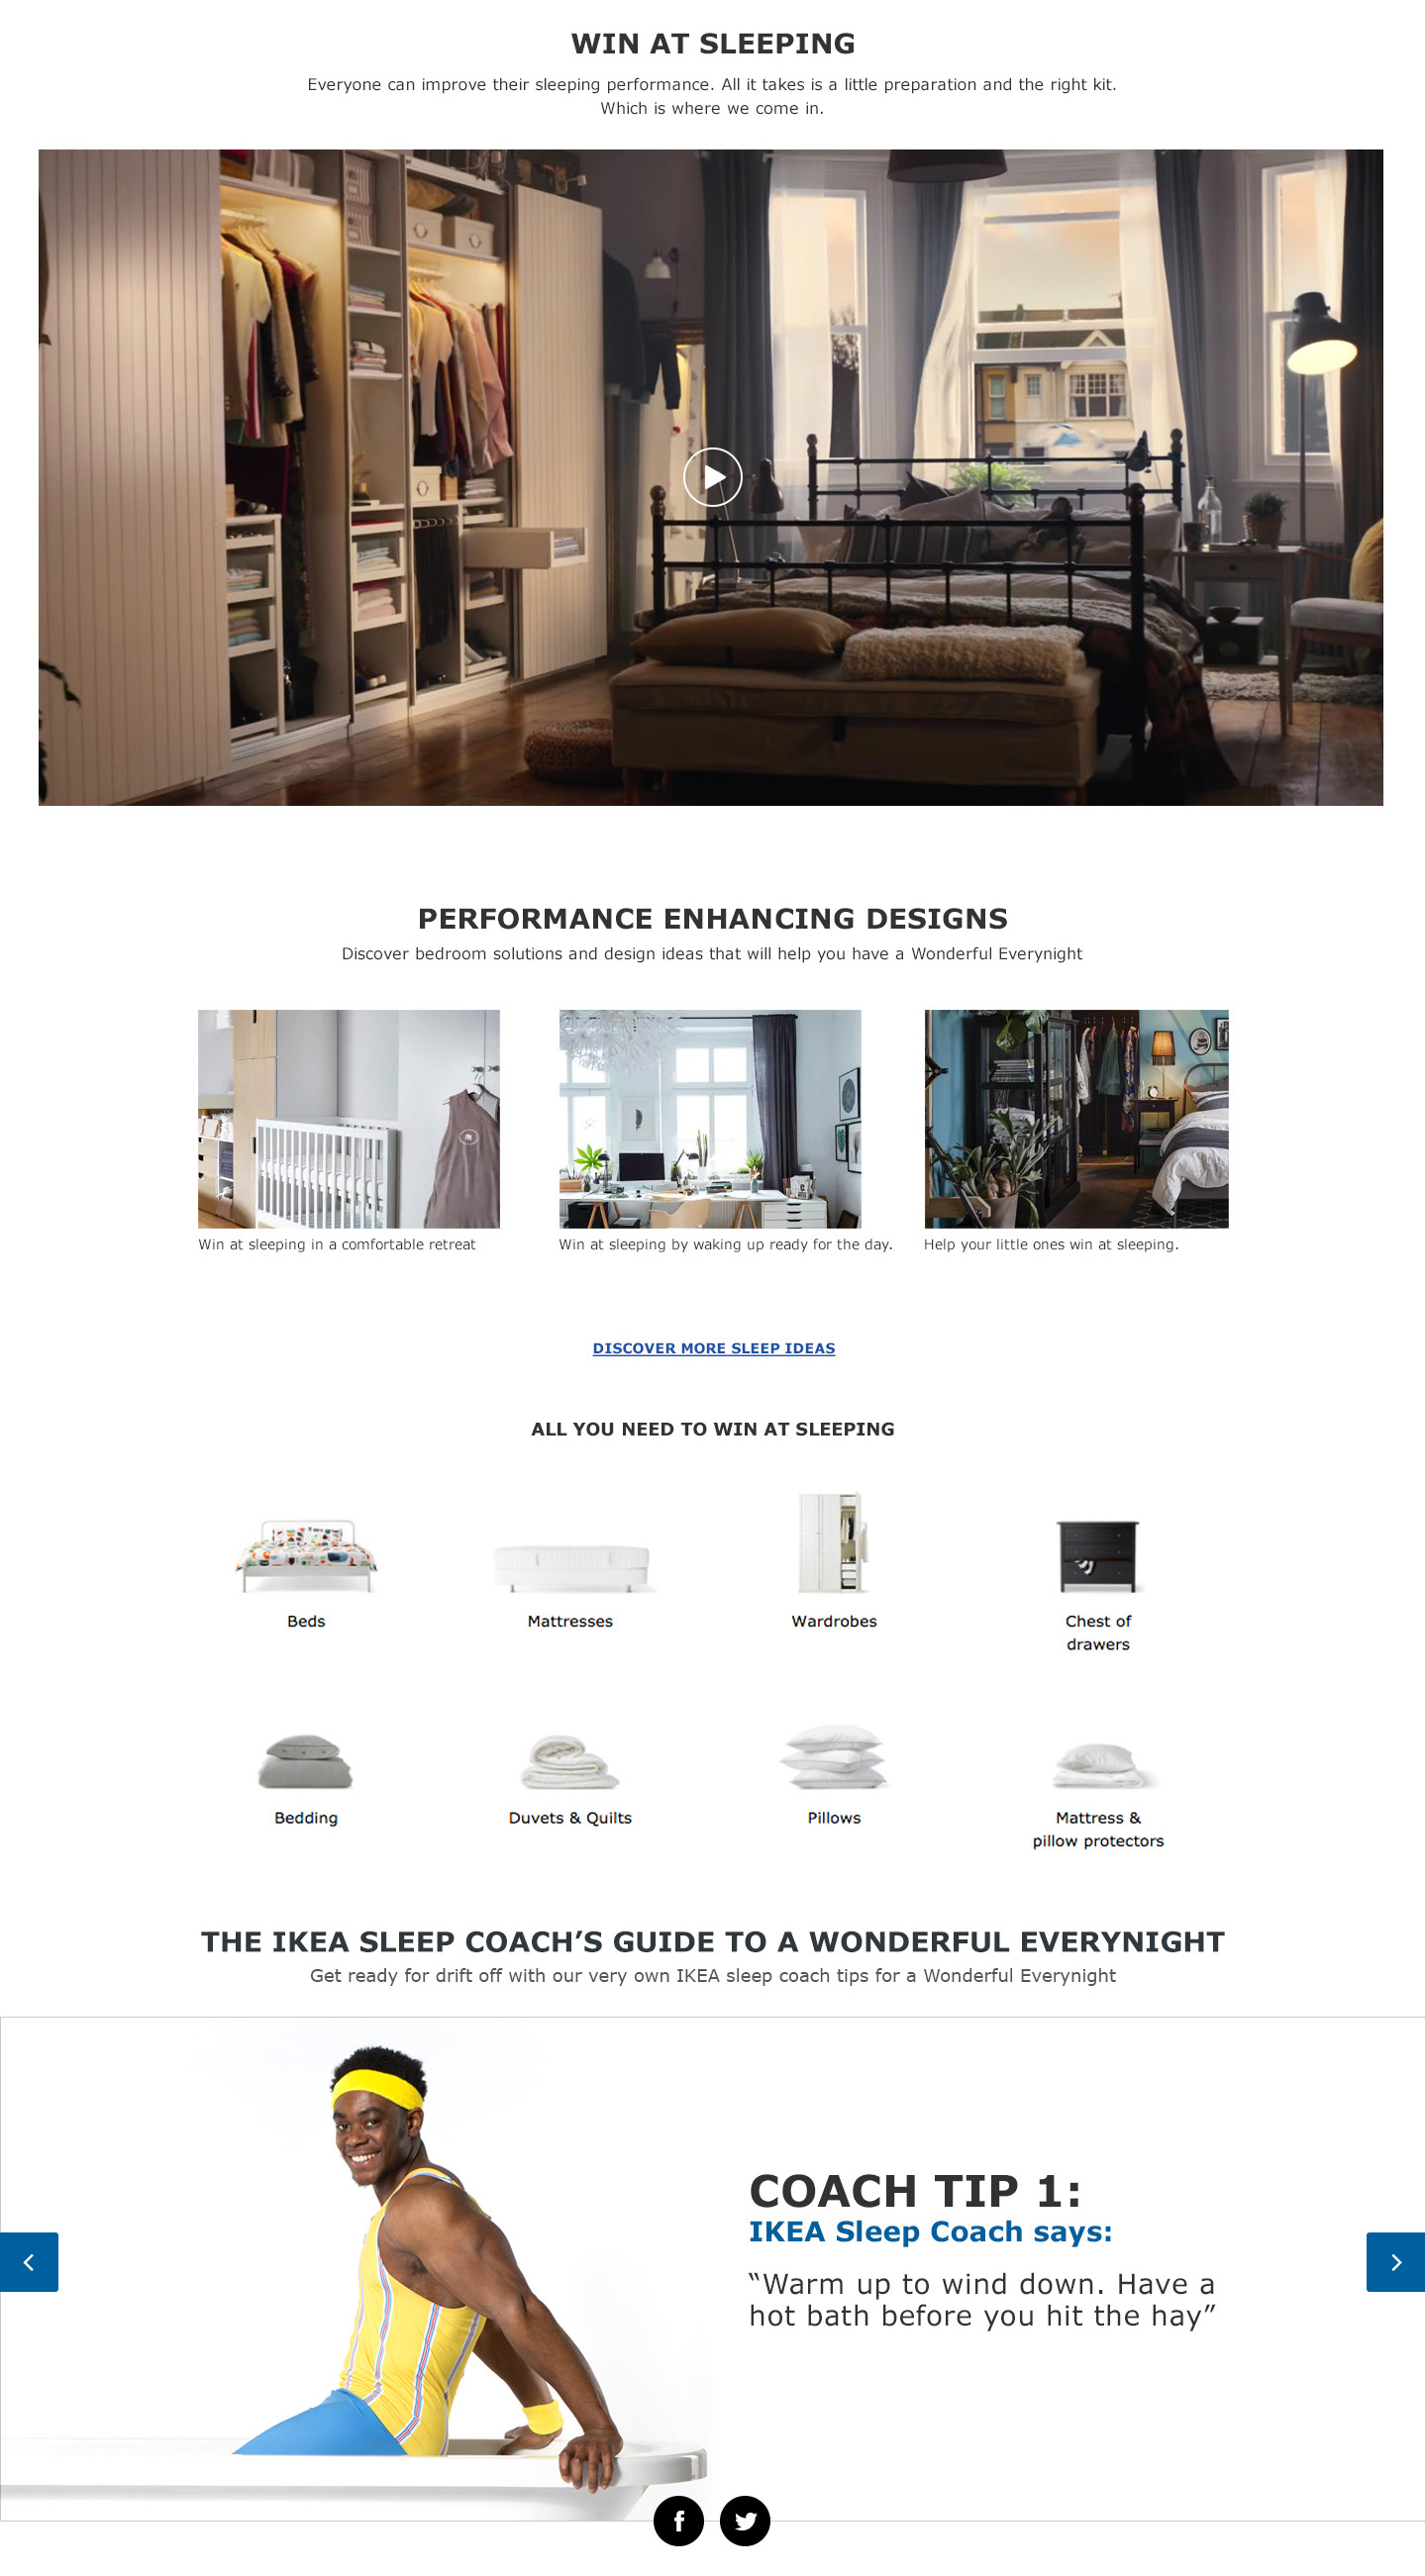 WIN AT SLEEPING
Everyone can improve their sleeping performance. All it takes is a little preparation and the right kit.
Which is where we come in.
PERFORMANCE ENHANCING DESIGNS
Discover bedroom solutions and design ideas that will help you have a Wonderful Everynight
Win at sleeping in a comfortable retreat
Win at sleeping by waking up ready for the day.
Help your little ones win at sleeping.
DISCOVER MORE SLEEP IDEAS
ALL YOU NEED TO WIN AT SLEEPING
Beds
Mattresses
Wardrobes
Chest of
drawers
Bedding
Duvets & Quilts
Pillows
Mattress &
pillow protectors
THE IKEA SLEEP COACH’S GUIDE TO A WONDERFUL EVERYNIGHT
Get ready for drift off with our very own IKEA sleep coach tips for a Wonderful Everynight
COACH TIP 1:
IKEA Sleep Coach says:
“Warm up to wind down. Have a
hot bath before you hit the hay”